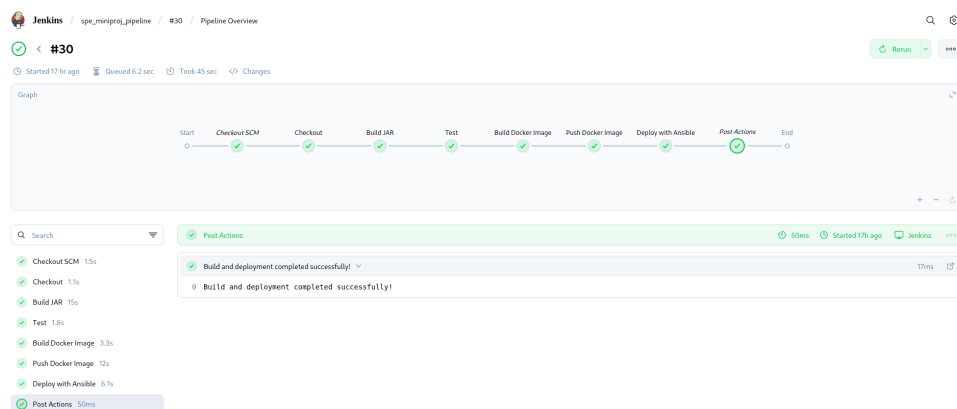 Jenkins / spe_miniproj_pipeline / #30 / Pipeline Overview
#30
Rerun
Started 17 hr ago Queued 6.2 sec Took 45 sec Changes
Graph
Start Checkout SCM Checkout Build JAR Test Build Docker Image Push Docker Image Deploy with Ansible Post Actions End
Search
Post Actions 50ms Started 17h ago Jenkins
Checkout SCM 1.5s
Checkout 1.1s
Build JAR 15s
Test 1.6s
Build Docker Image 3.3s
Push Docker Image 12s
Deploy with Ansible 6.1s
Post Actions 50ms
Build and deployment completed successfully! 17ms
0 Build and deployment completed successfully!